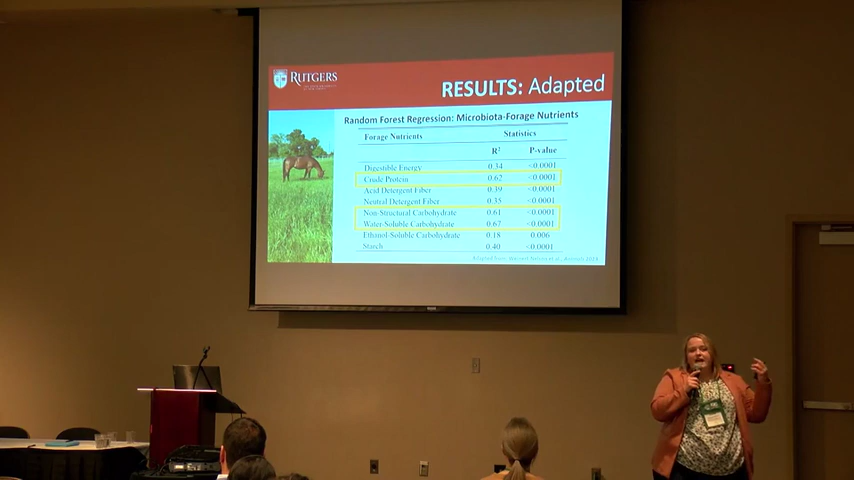 RUTGERS
RESULTS: Adapted
Random Forest Regression: Microbiota-Forage Nutrients
Forage Nutrients Statistics
R² P-value
Digestible Energy 0.34 <0.0001
Crude Protein 0.62 <0.0001
Acid Detergent Fiber 0.39 <0.0001
Neutral Detergent Fiber 0.35 <0.0001
Non-Structural Carbohydrate 0.61 <0.0001
Water-Soluble Carbohydrate 0.67 <0.0001
Ethanol-Soluble Carbohydrate 0.18 0.006
Starch 0.40 <0.0001
Adapted from